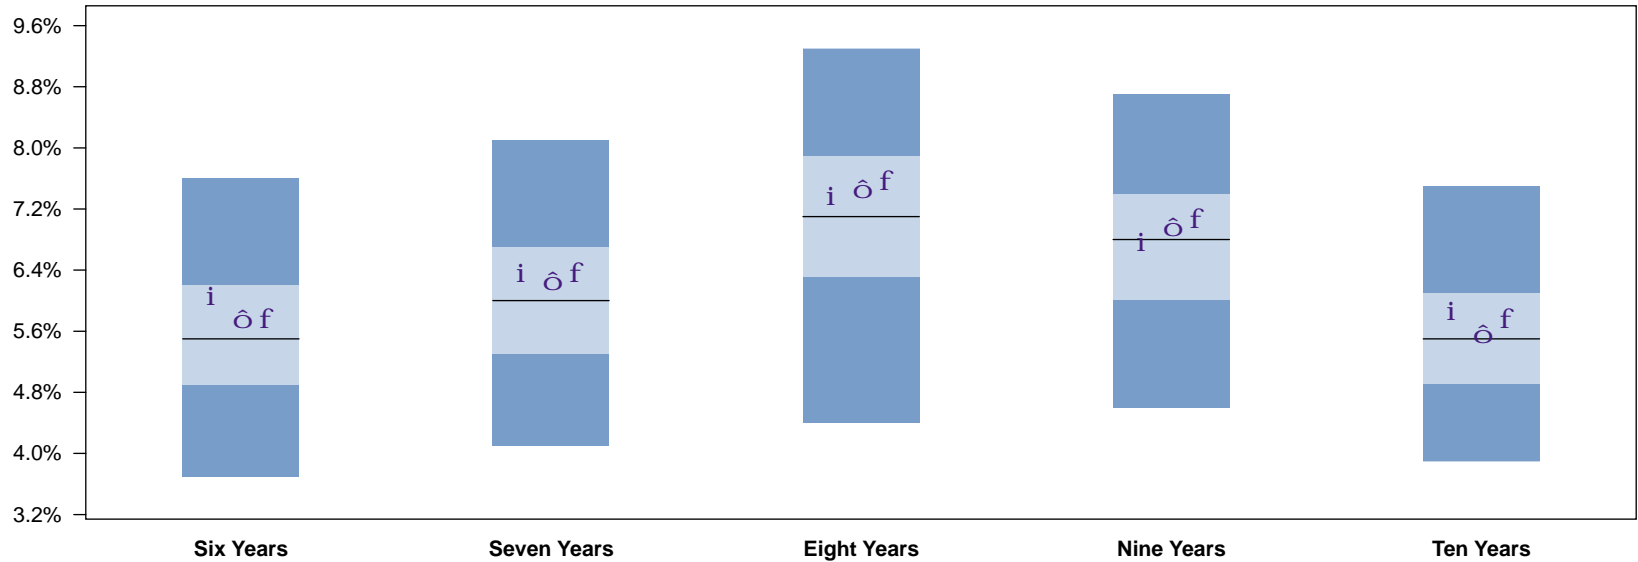 9.6%
8.8%
8.0%
7.2%
6.4%
5.6%
4.8%
4.0%
3.2%
i ô f
i ô f
i ô f
i ô f
i ô f
Six Years Seven Years Eight Years Nine Years Ten Years